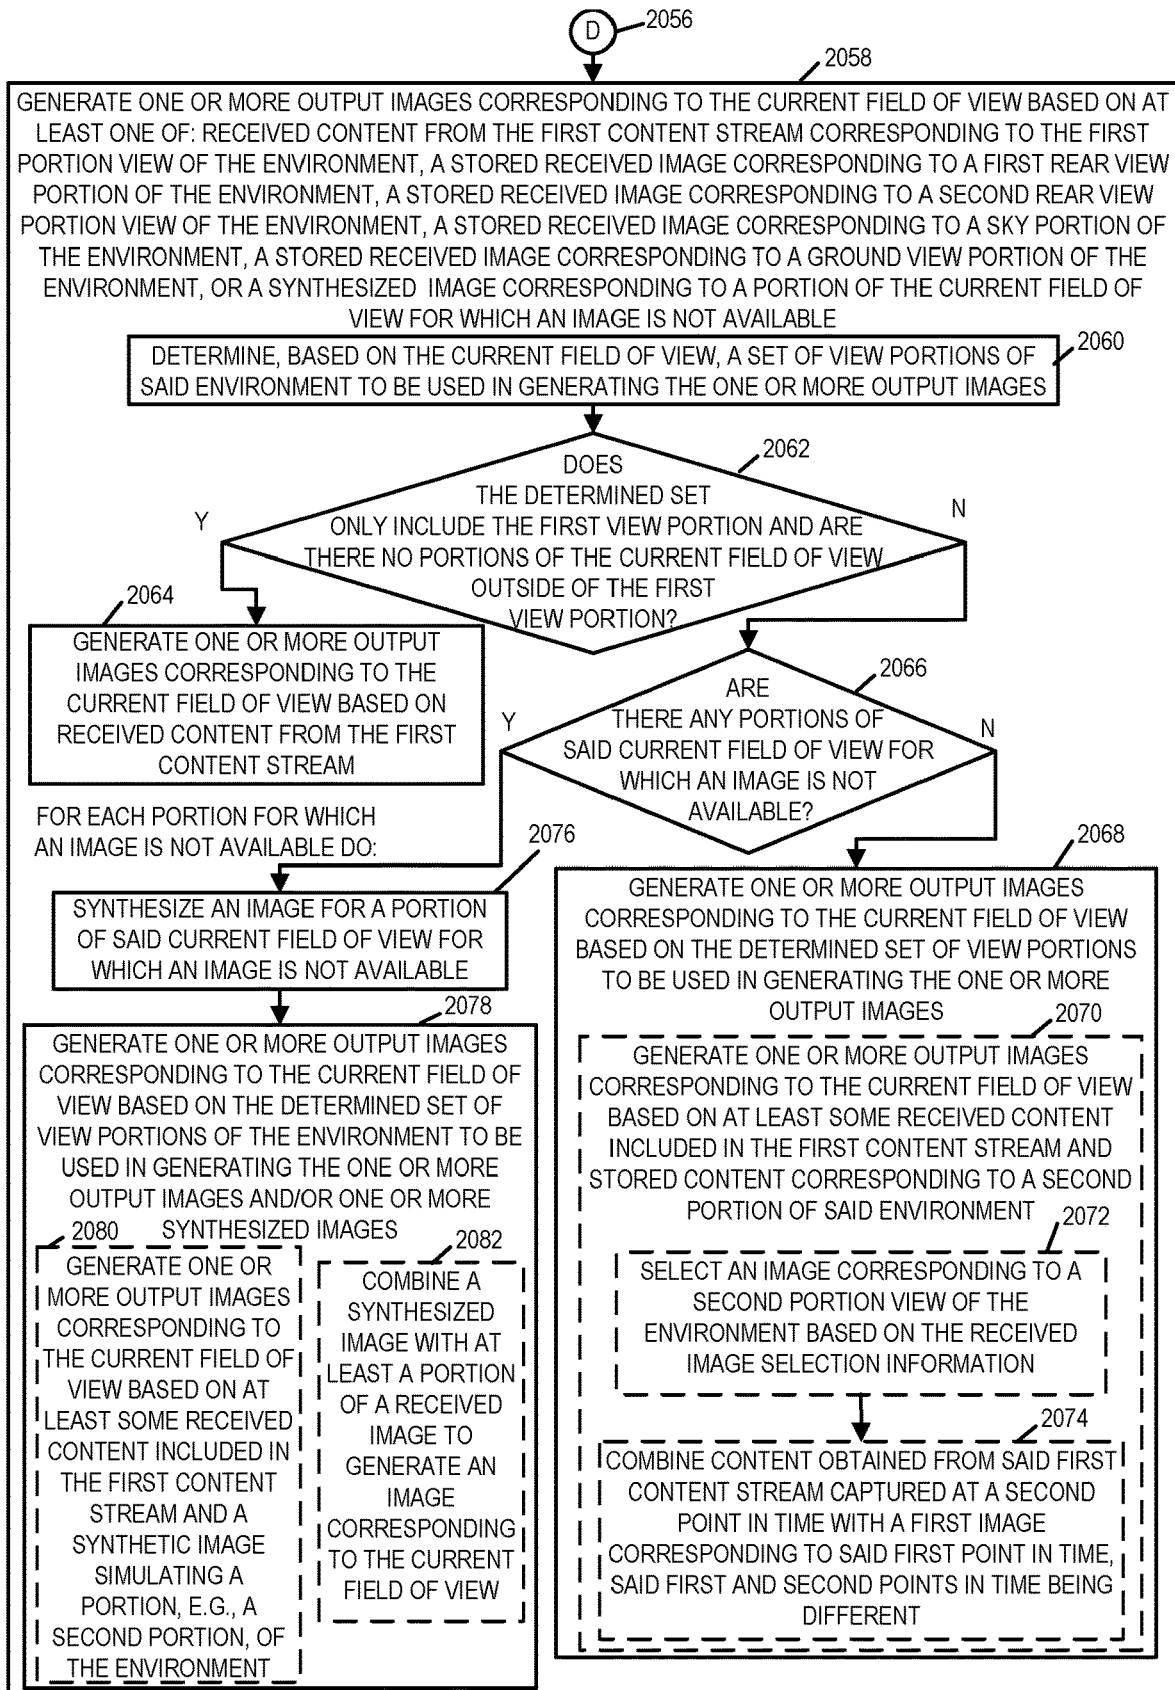 D
2056
2058
GENERATE ONE OR MORE OUTPUT IMAGES CORRESPONDING TO THE CURRENT FIELD OF VIEW BASED ON AT
LEAST ONE OF: RECEIVED CONTENT FROM THE FIRST CONTENT STREAM CORRESPONDING TO THE FIRST
PORTION VIEW OF THE ENVIRONMENT, A STORED RECEIVED IMAGE CORRESPONDING TO A FIRST REAR VIEW
PORTION OF THE ENVIRONMENT, A STORED RECEIVED IMAGE CORRESPONDING TO A SECOND REAR VIEW
PORTION VIEW OF THE ENVIRONMENT, A STORED RECEIVED IMAGE CORRESPONDING TO A SKY PORTION OF
THE ENVIRONMENT, A STORED RECEIVED IMAGE CORRESPONDING TO A GROUND VIEW PORTION OF THE
ENVIRONMENT, OR A SYNTHESIZED IMAGE CORRESPONDING TO A PORTION OF THE CURRENT FIELD OF
VIEW FOR WHICH AN IMAGE IS NOT AVAILABLE
2060
DETERMINE, BASED ON THE CURRENT FIELD OF VIEW, A SET OF VIEW PORTIONS OF
SAID ENVIRONMENT TO BE USED IN GENERATING THE ONE OR MORE OUTPUT IMAGES
2062
DOES
THE DETERMINED SET
ONLY INCLUDE THE FIRST VIEW PORTION AND ARE
THERE NO PORTIONS OF THE CURRENT FIELD OF VIEW
OUTSIDE OF THE FIRST
VIEW PORTION?
Y
N
2064
GENERATE ONE OR MORE OUTPUT
IMAGES CORRESPONDING TO THE
CURRENT FIELD OF VIEW BASED ON
RECEIVED CONTENT FROM THE FIRST
CONTENT STREAM
2066
ARE
THERE ANY PORTIONS OF
SAID CURRENT FIELD OF VIEW FOR
WHICH AN IMAGE IS NOT
AVAILABLE?
Y
N
FOR EACH PORTION FOR WHICH
AN IMAGE IS NOT AVAILABLE DO:
2076
SYNTHESIZE AN IMAGE FOR A PORTION
OF SAID CURRENT FIELD OF VIEW FOR
WHICH AN IMAGE IS NOT AVAILABLE
2078
GENERATE ONE OR MORE OUTPUT IMAGES
CORRESPONDING TO THE CURRENT FIELD OF
VIEW BASED ON THE DETERMINED SET OF
VIEW PORTIONS OF THE ENVIRONMENT TO BE
USED IN GENERATING THE ONE OR MORE
OUTPUT IMAGES AND/OR ONE OR MORE
SYNTHESIZED IMAGES
2080
GENERATE ONE OR
MORE OUTPUT IMAGES
CORRESPONDING TO
THE CURRENT FIELD OF
VIEW BASED ON AT
LEAST SOME RECEIVED
CONTENT INCLUDED IN
THE FIRST CONTENT
STREAM AND A
SYNTHETIC IMAGE
SIMULATING A
PORTION, E.G., A
SECOND PORTION, OF
THE ENVIRONMENT
2082
COMBINE A
SYNTHESIZED
IMAGE WITH AT
LEAST A PORTION
OF A RECEIVED
IMAGE TO
GENERATE AN
IMAGE
CORRESPONDING
TO THE CURRENT
FIELD OF VIEW
2068
GENERATE ONE OR MORE OUTPUT IMAGES
CORRESPONDING TO THE CURRENT FIELD OF VIEW
BASED ON THE DETERMINED SET OF VIEW PORTIONS
TO BE USED IN GENERATING THE ONE OR MORE
OUTPUT IMAGES
2070
GENERATE ONE OR MORE OUTPUT IMAGES
CORRESPONDING TO THE CURRENT FIELD OF VIEW
BASED ON AT LEAST SOME RECEIVED CONTENT
INCLUDED IN THE FIRST CONTENT STREAM AND
STORED CONTENT CORRESPONDING TO A SECOND
PORTION OF SAID ENVIRONMENT
2072
SELECT AN IMAGE CORRESPONDING TO A
SECOND PORTION VIEW OF THE
ENVIRONMENT BASED ON THE RECEIVED
IMAGE SELECTION INFORMATION
2074
COMBINE CONTENT OBTAINED FROM SAID FIRST
CONTENT STREAM CAPTURED AT A SECOND
POINT IN TIME WITH A FIRST IMAGE
CORRESPONDING TO SAID FIRST POINT IN TIME,
SAID FIRST AND SECOND POINTS IN TIME BEING
DIFFERENT